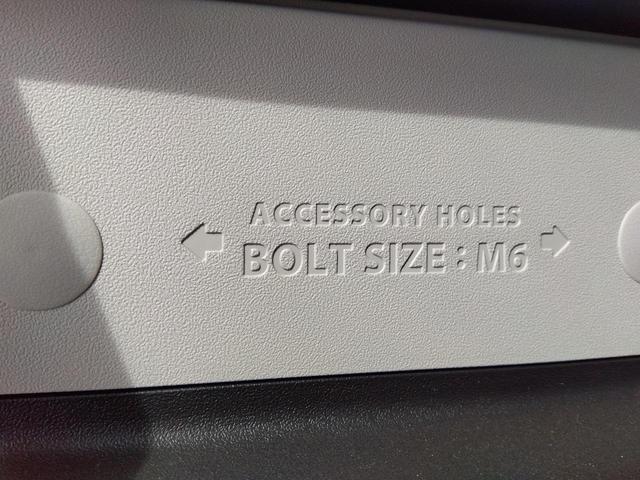 ACCESSORY HOLES
BOLT SIZE : M6